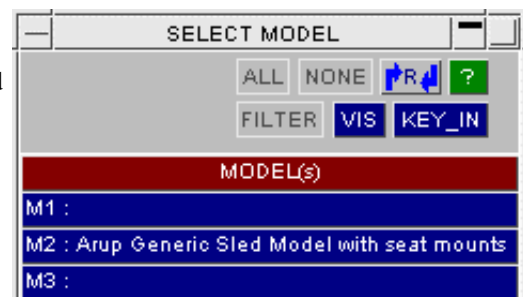 SELECT MODEL
ALL NONE R ?
FILTER VIS KEY_IN
MODEL(s)
M1 :
M2 : Arup Generic Sled Model with seat mounts
M3 :